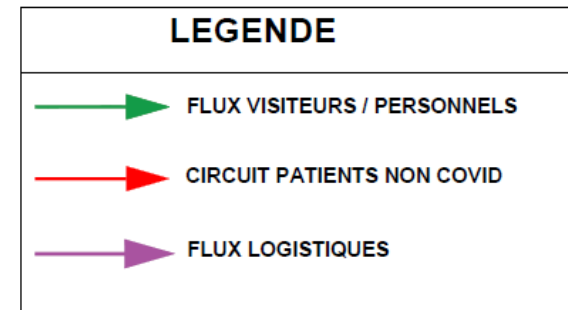 LEGENDE
FLUX VISITEURS / PERSONNELS
CIRCUIT PATIENTS NON COVID
FLUX LOGISTIQUES